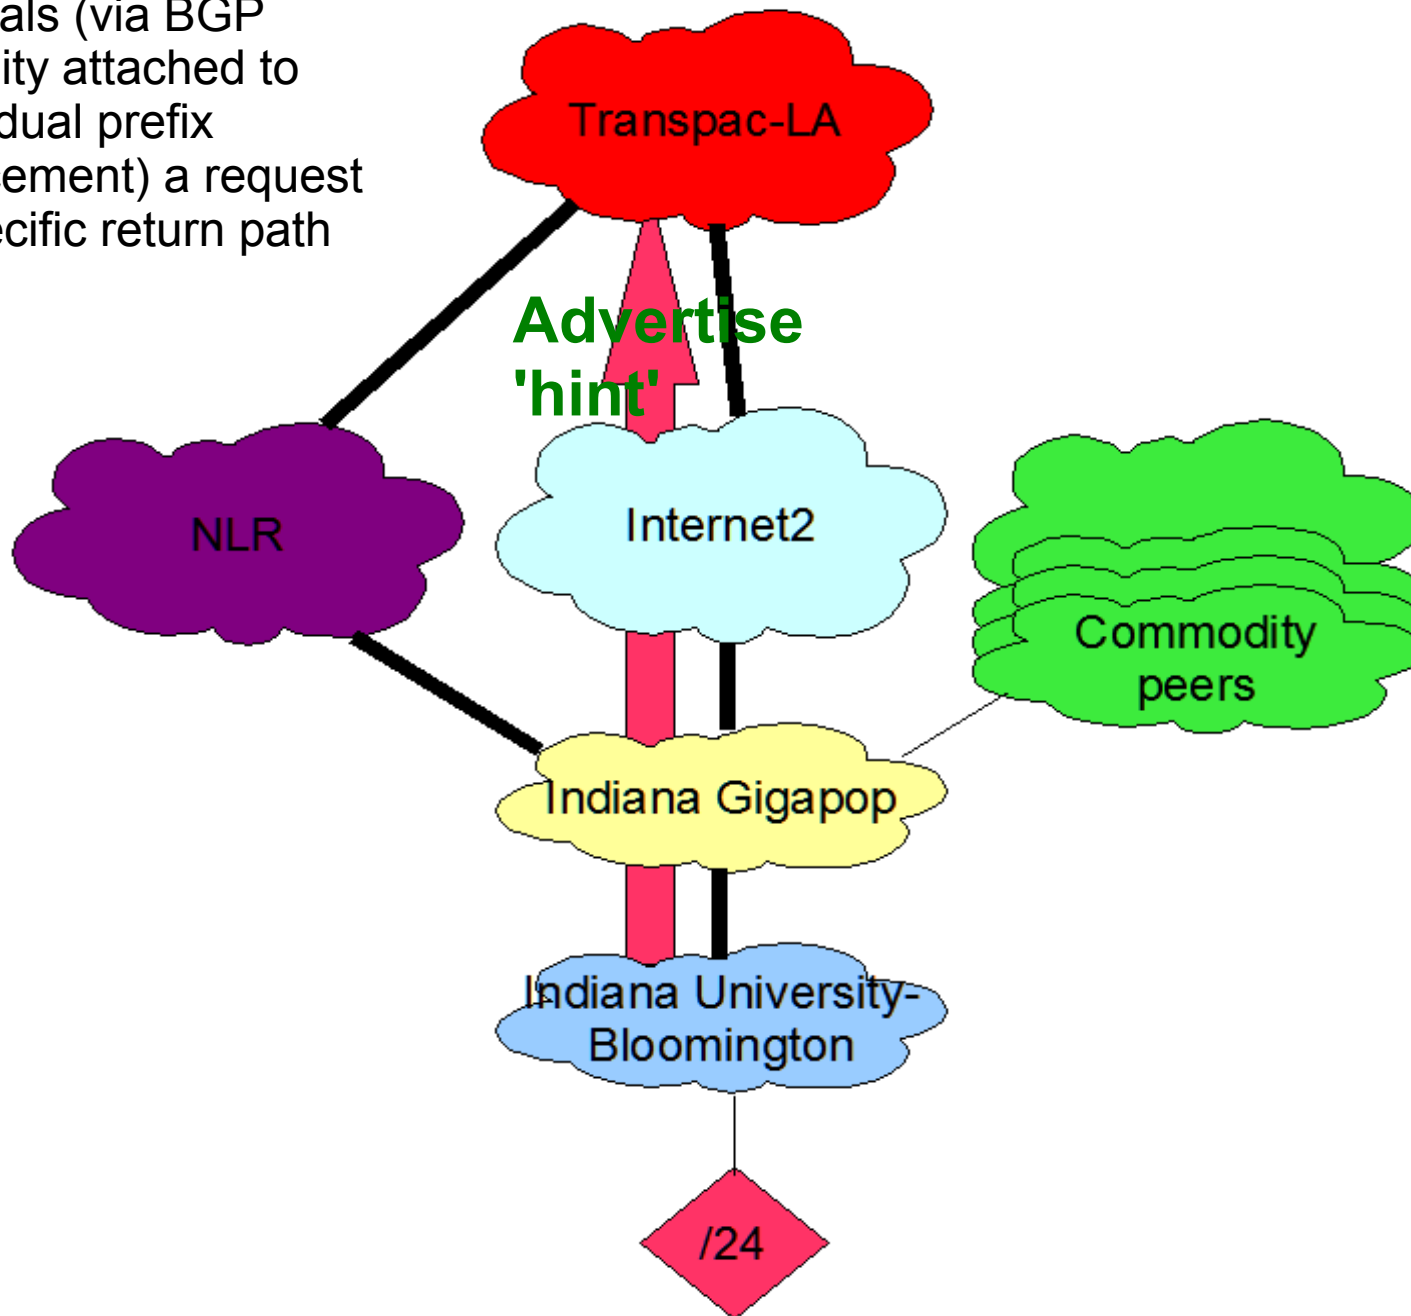 als (via BGP
ity attached to
dual prefix
cement) a request
ecific return path
Transpac-LA
Advertise
'hint'
NLR
Internet2
Commodity
peers
Indiana Gigapop
Indiana University-
Bloomington
/24